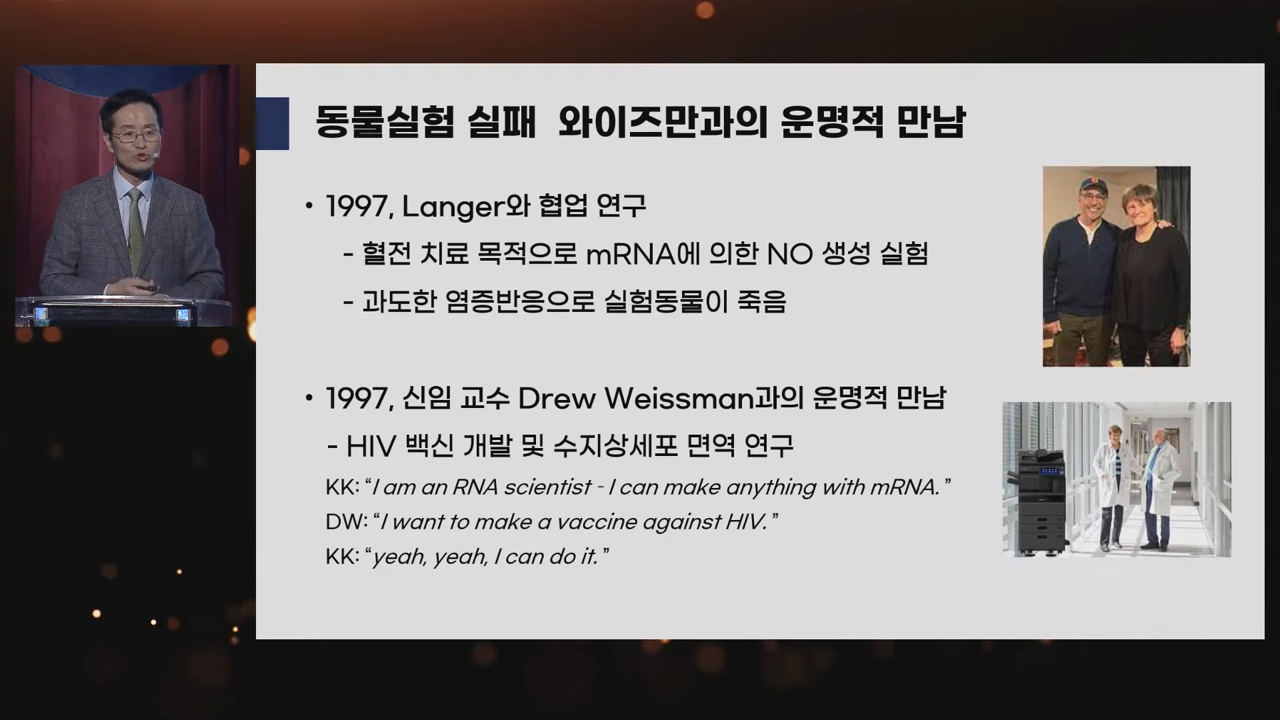 동물실험 실패 와이즈만과의 운명적 만남
• 1997, Langer와 협업 연구
- 혈전 치료 목적으로 mRNA에 의한 NO 생성 실험
- 과도한 염증반응으로 실험동물이 죽음
• 1997, 신임 교수 Drew Weissman과의 운명적 만남
- HIV 백신 개발 및 수지상세포 면역 연구
KK: “I am an RNA scientist - I can make anything with mRNA.”
DW: “I want to make a vaccine against HIV.”
KK: “yeah, yeah, I can do it.”